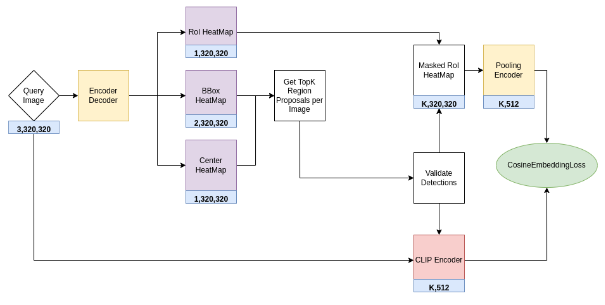 Query
Image
3,320,320
Encoder
Decoder
RoI HeatMap
1,320,320
BBox
HeatMap
2,320,320
Center
HeatMap
1,320,320
Get TopK
Region
Proposals per
Image
Masked RoI
HeatMap
K,320,320
Pooling
Encoder
K,512
Validate
Detections
CLIP Encoder
K,512
CosineEmbeddingLoss